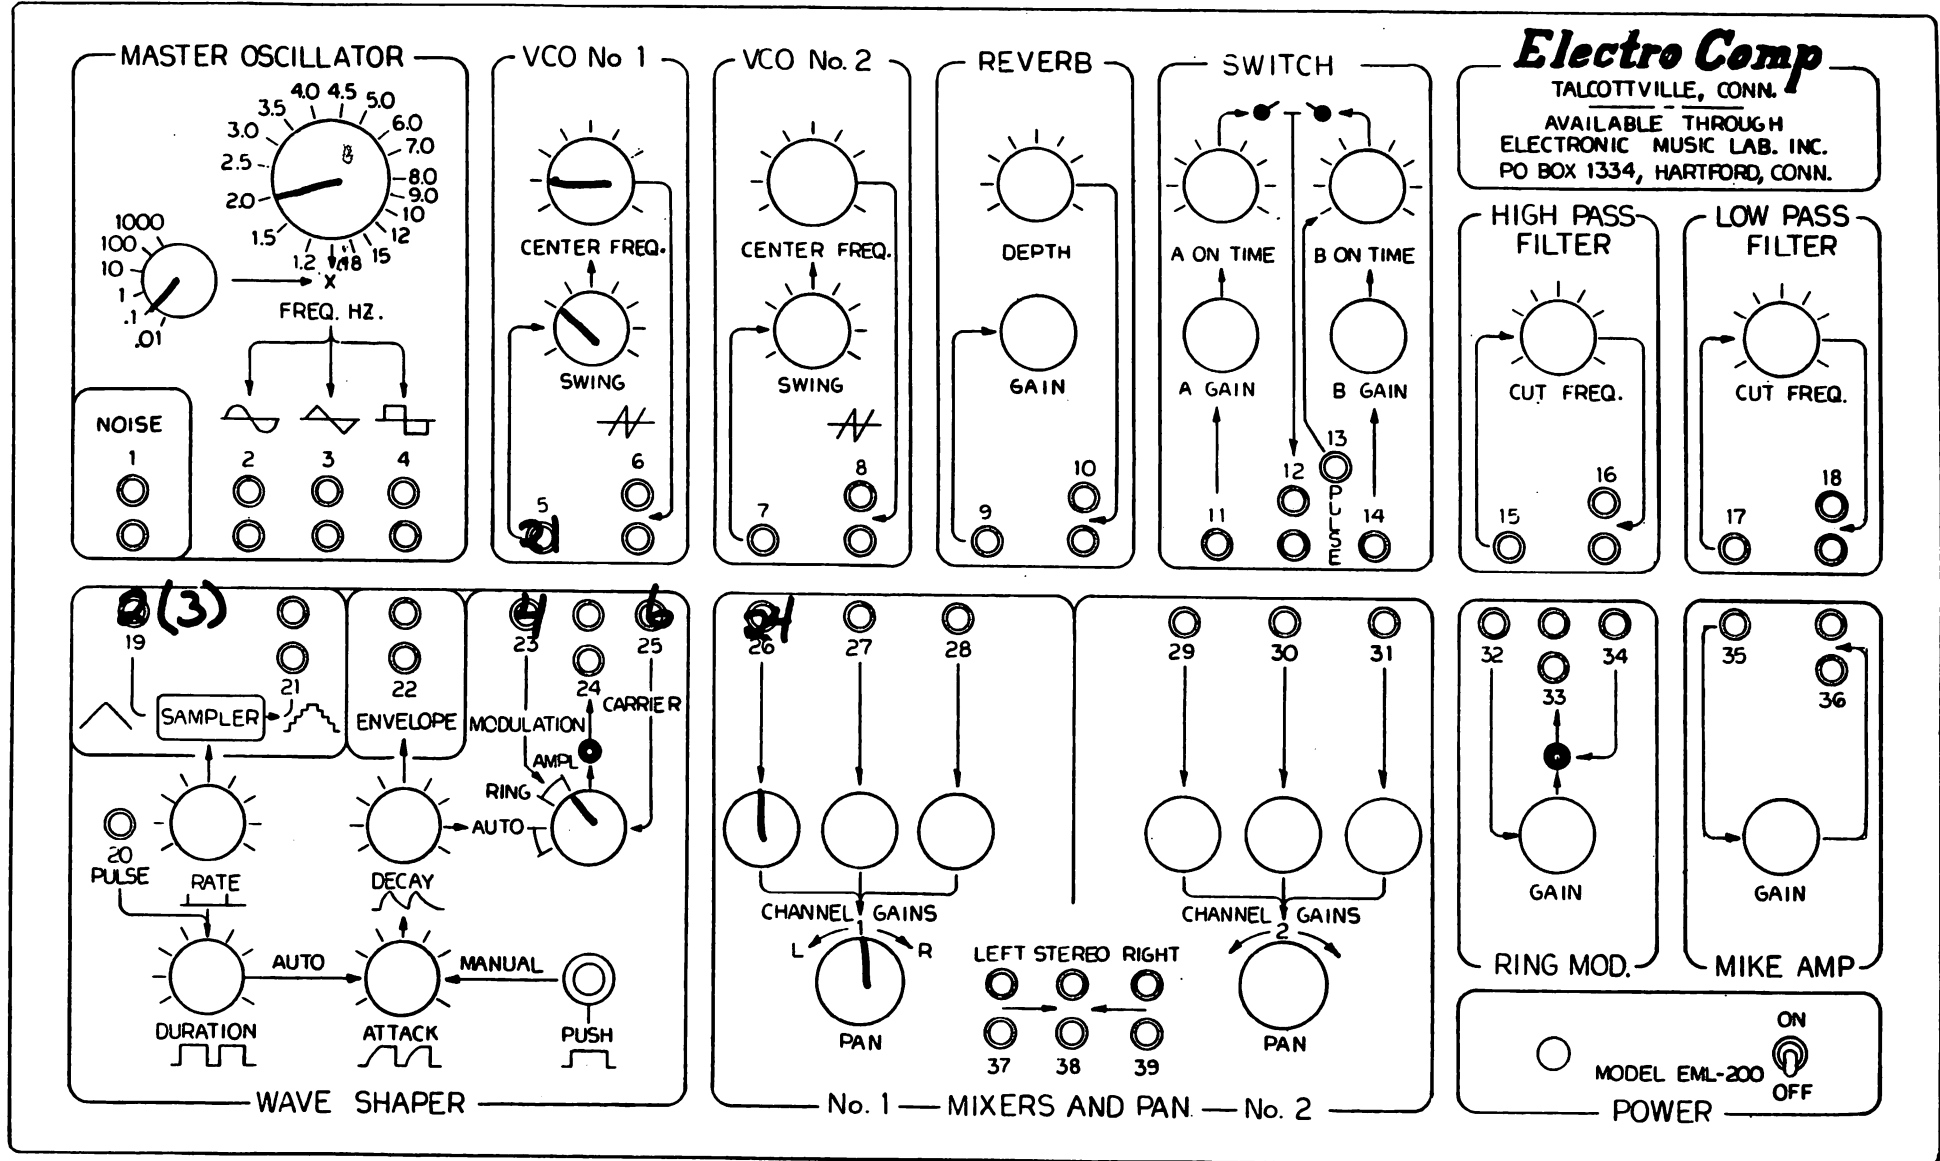 MASTER OSCILLATOR
4.0 4.5
3.5 5.0
3.0 6.0
2.5 7.0
2.0 8.0
9.0
1.5 10
1.2 18 15 12
1000
100
10
1
.1
.01
X
FREQ. HZ.
NOISE
1 2 3 4
VCO No 1
CENTER FREQ.
SWING
5 6
21
VCO No. 2
CENTER FREQ.
SWING
7 8
REVERB
DEPTH
GAIN
9 10
SWITCH
A ON TIME B ON TIME
A GAIN B GAIN
11 12 13 14
PULSE
Electro Comp
TALCOTTVILLE, CONN.
AVAILABLE THROUGH
ELECTRONIC MUSIC LAB. INC.
PO BOX 1334, HARTFORD, CONN.
HIGH PASS
FILTER
CUT FREQ.
15 16
LOW PASS
FILTER
CUT FREQ.
17 18
2 (3)
19
21
SAMPLER
22
ENVELOPE
4 6
23 24 25
CARRIER
MODULATION
AMPL
RING
AUTO
20
PULSE
RATE
DECAY
AUTO
MANUAL
DURATION
ATTACK
PUSH
WAVE SHAPER
24
26 27 28
CHANNEL GAINS
1
L R
PAN
29 30 31
CHANNEL GAINS
2
PAN
LEFT STEREO RIGHT
37 38 39
No. 1 MIXERS AND PAN No. 2
32 33 34
GAIN
RING MOD.
35 36
GAIN
MIKE AMP
ON
MODEL EML-200
OFF
POWER